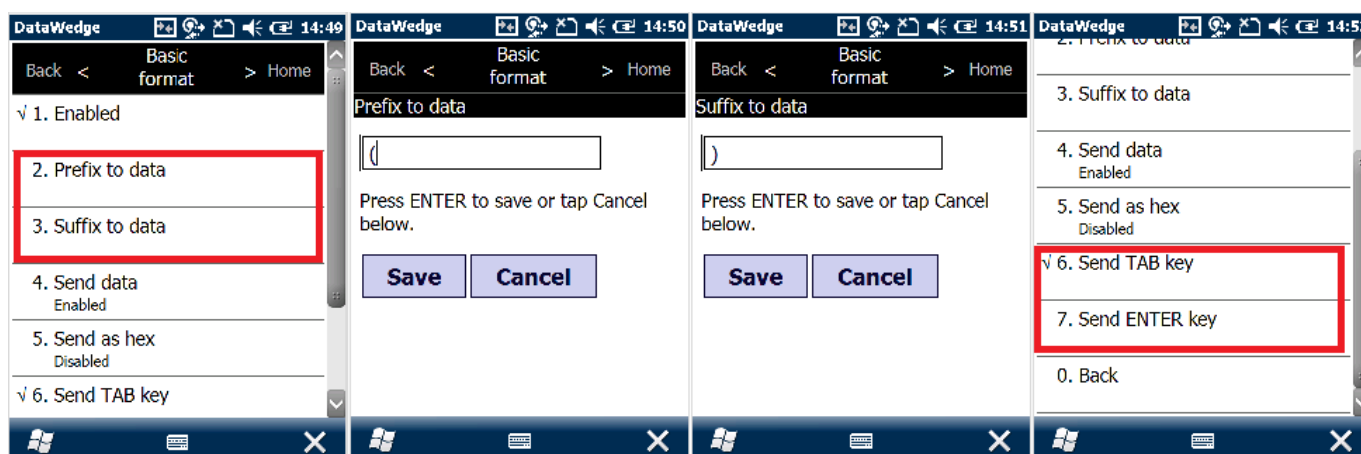 DataWedge 14:49
Back < Basic format > Home
√ 1. Enabled
2. Prefix to data
3. Suffix to data
4. Send data
Enabled
5. Send as hex
Disabled
√ 6. Send TAB key
DataWedge 14:50
Back < Basic format > Home
Prefix to data
(
Press ENTER to save or tap Cancel
below.
Save Cancel
DataWedge 14:51
Back < Basic format > Home
Suffix to data
)
Press ENTER to save or tap Cancel
below.
Save Cancel
DataWedge
2. Prefix to data
3. Suffix to data
4. Send data
Enabled
5. Send as hex
Disabled
√ 6. Send TAB key
7. Send ENTER key
0. Back